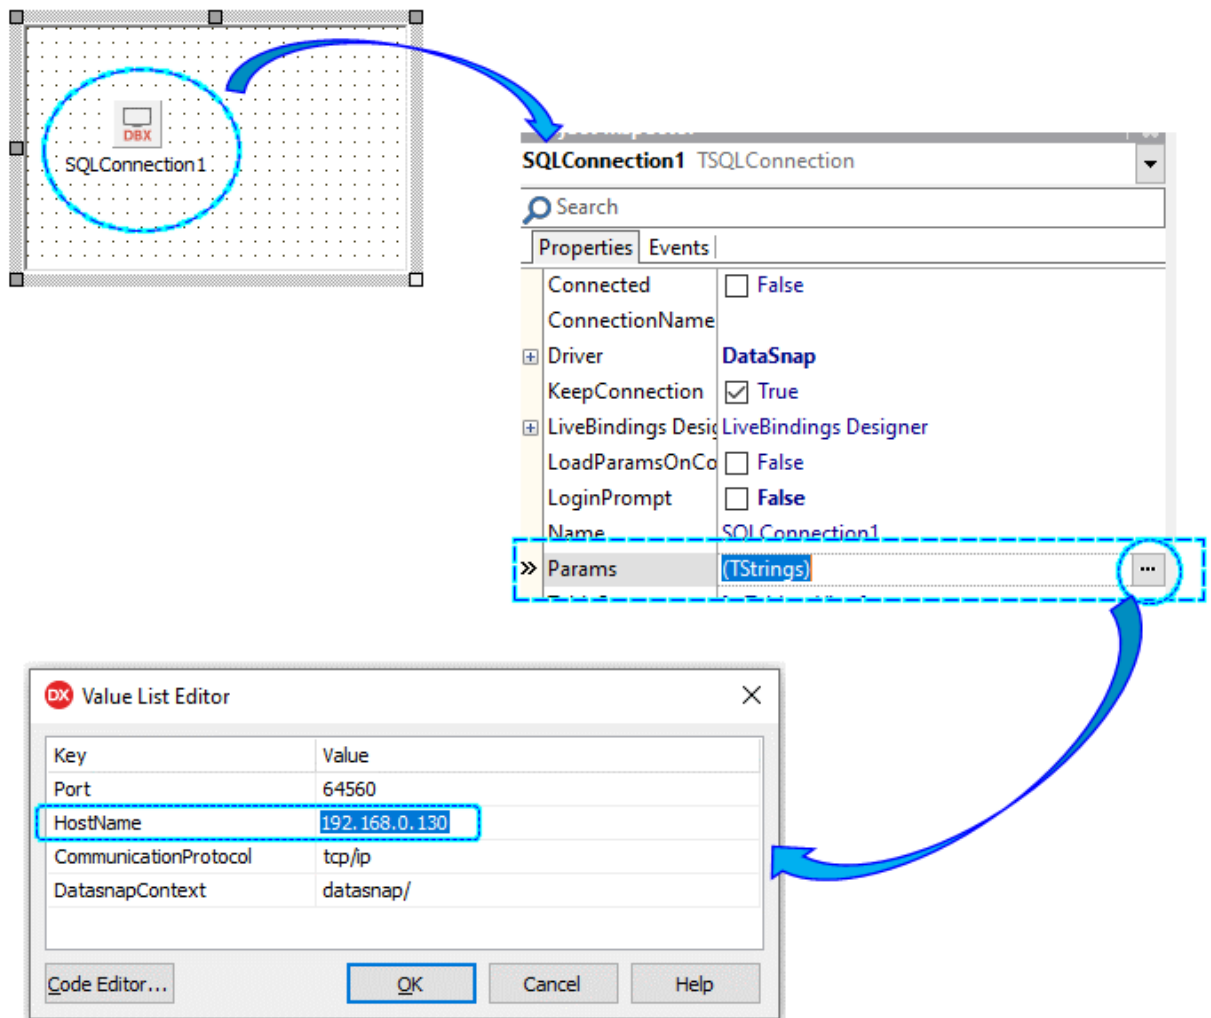 DBX
SQLConnection1
SQLConnection1 TSQLConnection
Search
Properties Events
Connected False
ConnectionName
Driver DataSnap
KeepConnection True
LiveBindings Desig LiveBindings Designer
LoadParamsOnCo False
LoginPrompt False
Name SQLConnection1
Params (TStrings) ...
DX Value List Editor
Key Value
Port 64560
HostName 192.168.0.130
CommunicationProtocol tcp/ip
DatasnapContext datasnap/
Code Editor... OK Cancel Help